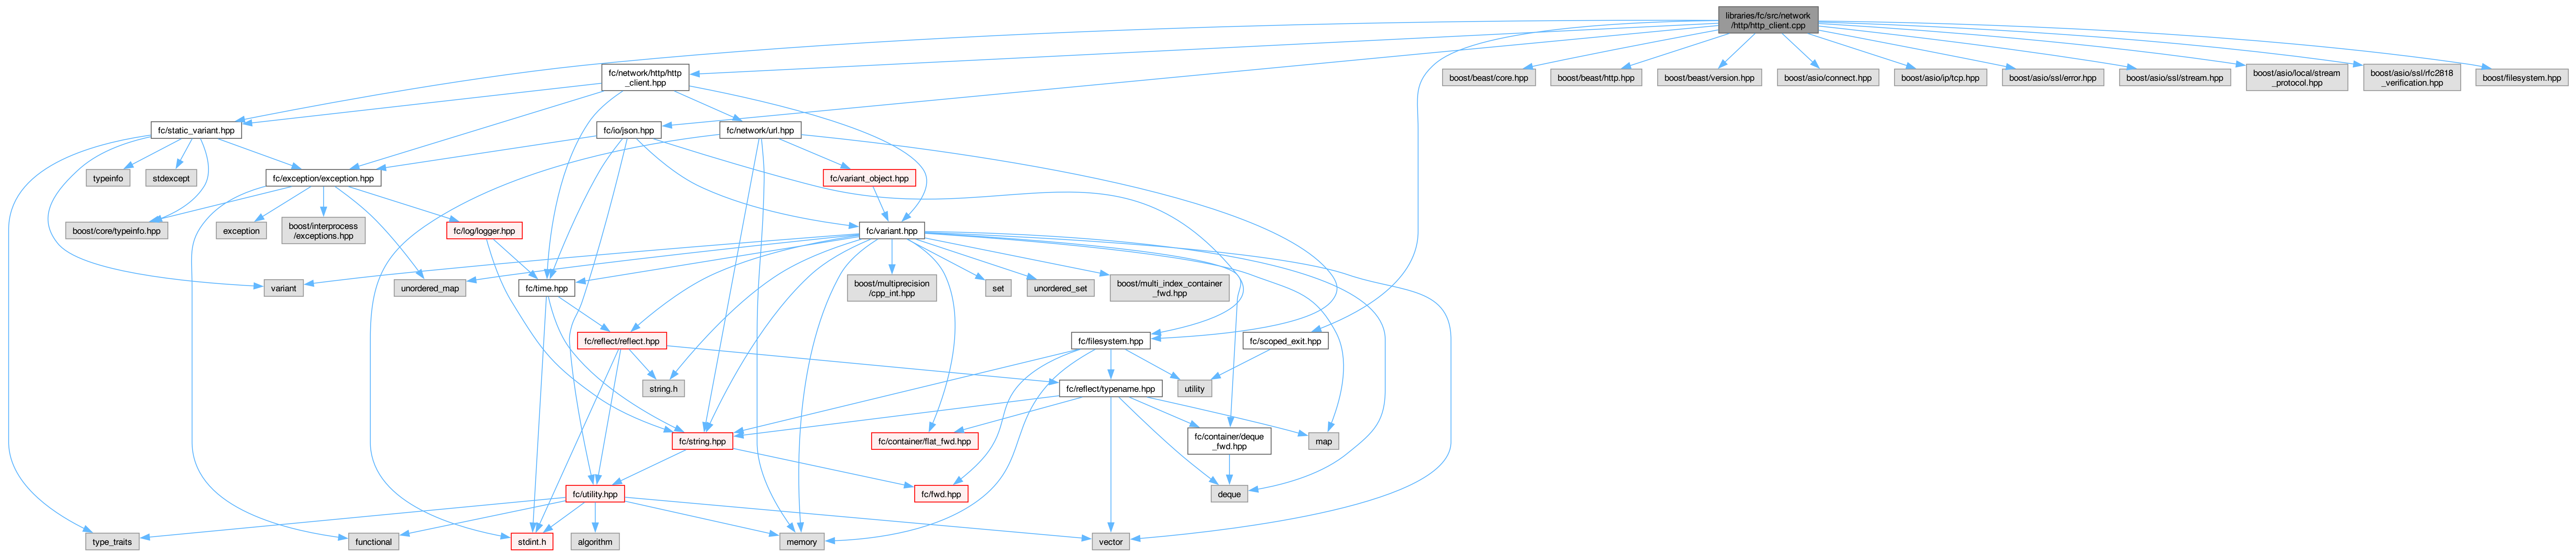 libraries/fc/src/network
/http/http_client.cpp
fc/network/http/http
_client.hpp
boost/beast/core.hpp
boost/beast/http.hpp
boost/beast/version.hpp
boost/asio/connect.hpp
boost/asio/ip/tcp.hpp
boost/asio/ssl/error.hpp
boost/asio/ssl/stream.hpp
boost/asio/local/stream
_protocol.hpp
boost/asio/ssl/rfc2818
_verification.hpp
boost/filesystem.hpp
fc/static_variant.hpp
fc/io/json.hpp
fc/network/url.hpp
typeinfo
stdexcept
fc/exception/exception.hpp
fc/variant_object.hpp
boost/core/typeinfo.hpp
exception
boost/interprocess
/exceptions.hpp
fc/log/logger.hpp
fc/variant.hpp
variant
unordered_map
fc/time.hpp
boost/multiprecision
/cpp_int.hpp
set
unordered_set
boost/multi_index_container
_fwd.hpp
fc/reflect/reflect.hpp
fc/filesystem.hpp
fc/scoped_exit.hpp
string.h
fc/reflect/typename.hpp
utility
fc/string.hpp
fc/container/flat_fwd.hpp
fc/container/deque
_fwd.hpp
map
fc/utility.hpp
fc/fwd.hpp
deque
type_traits
functional
stdint.h
algorithm
memory
vector